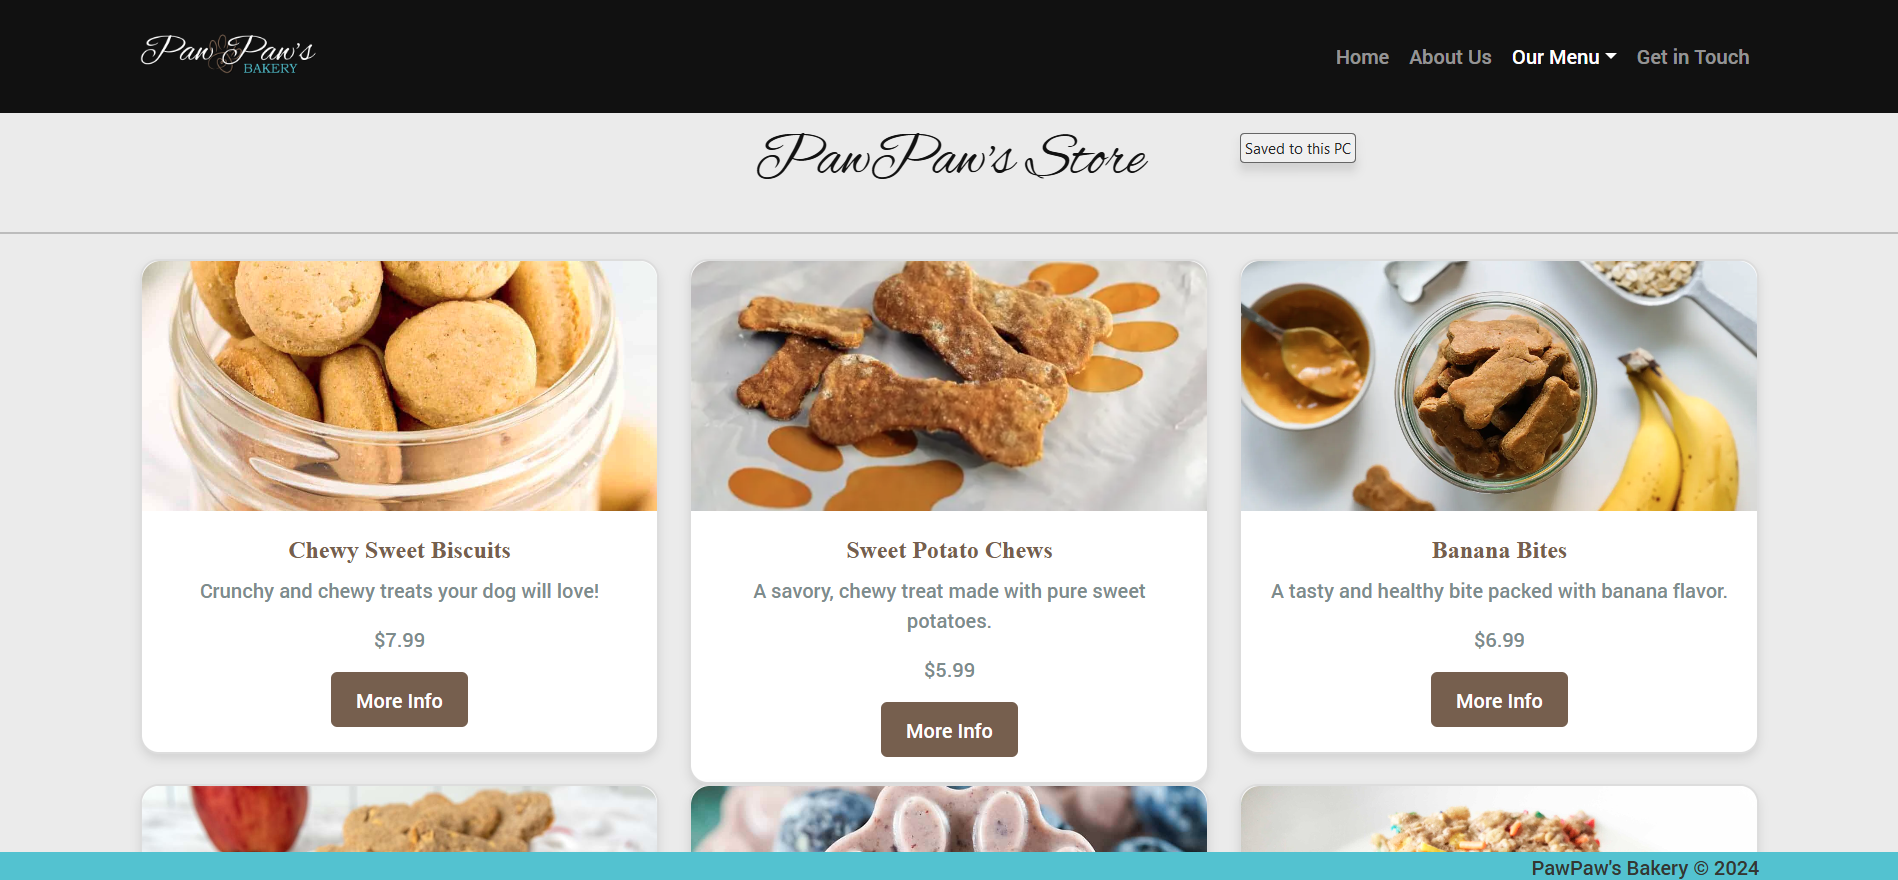 Paw Paw's
BAKERY
Home About Us Our Menu Get in Touch
PawPaw's Store
Saved to this PC
Chewy Sweet Biscuits
Crunchy and chewy treats your dog will love!
$7.99
More Info
Sweet Potato Chews
A savory, chewy treat made with pure sweet
potatoes.
$5.99
More Info
Banana Bites
A tasty and healthy bite packed with banana flavor.
$6.99
More Info
PawPaw's Bakery © 2024